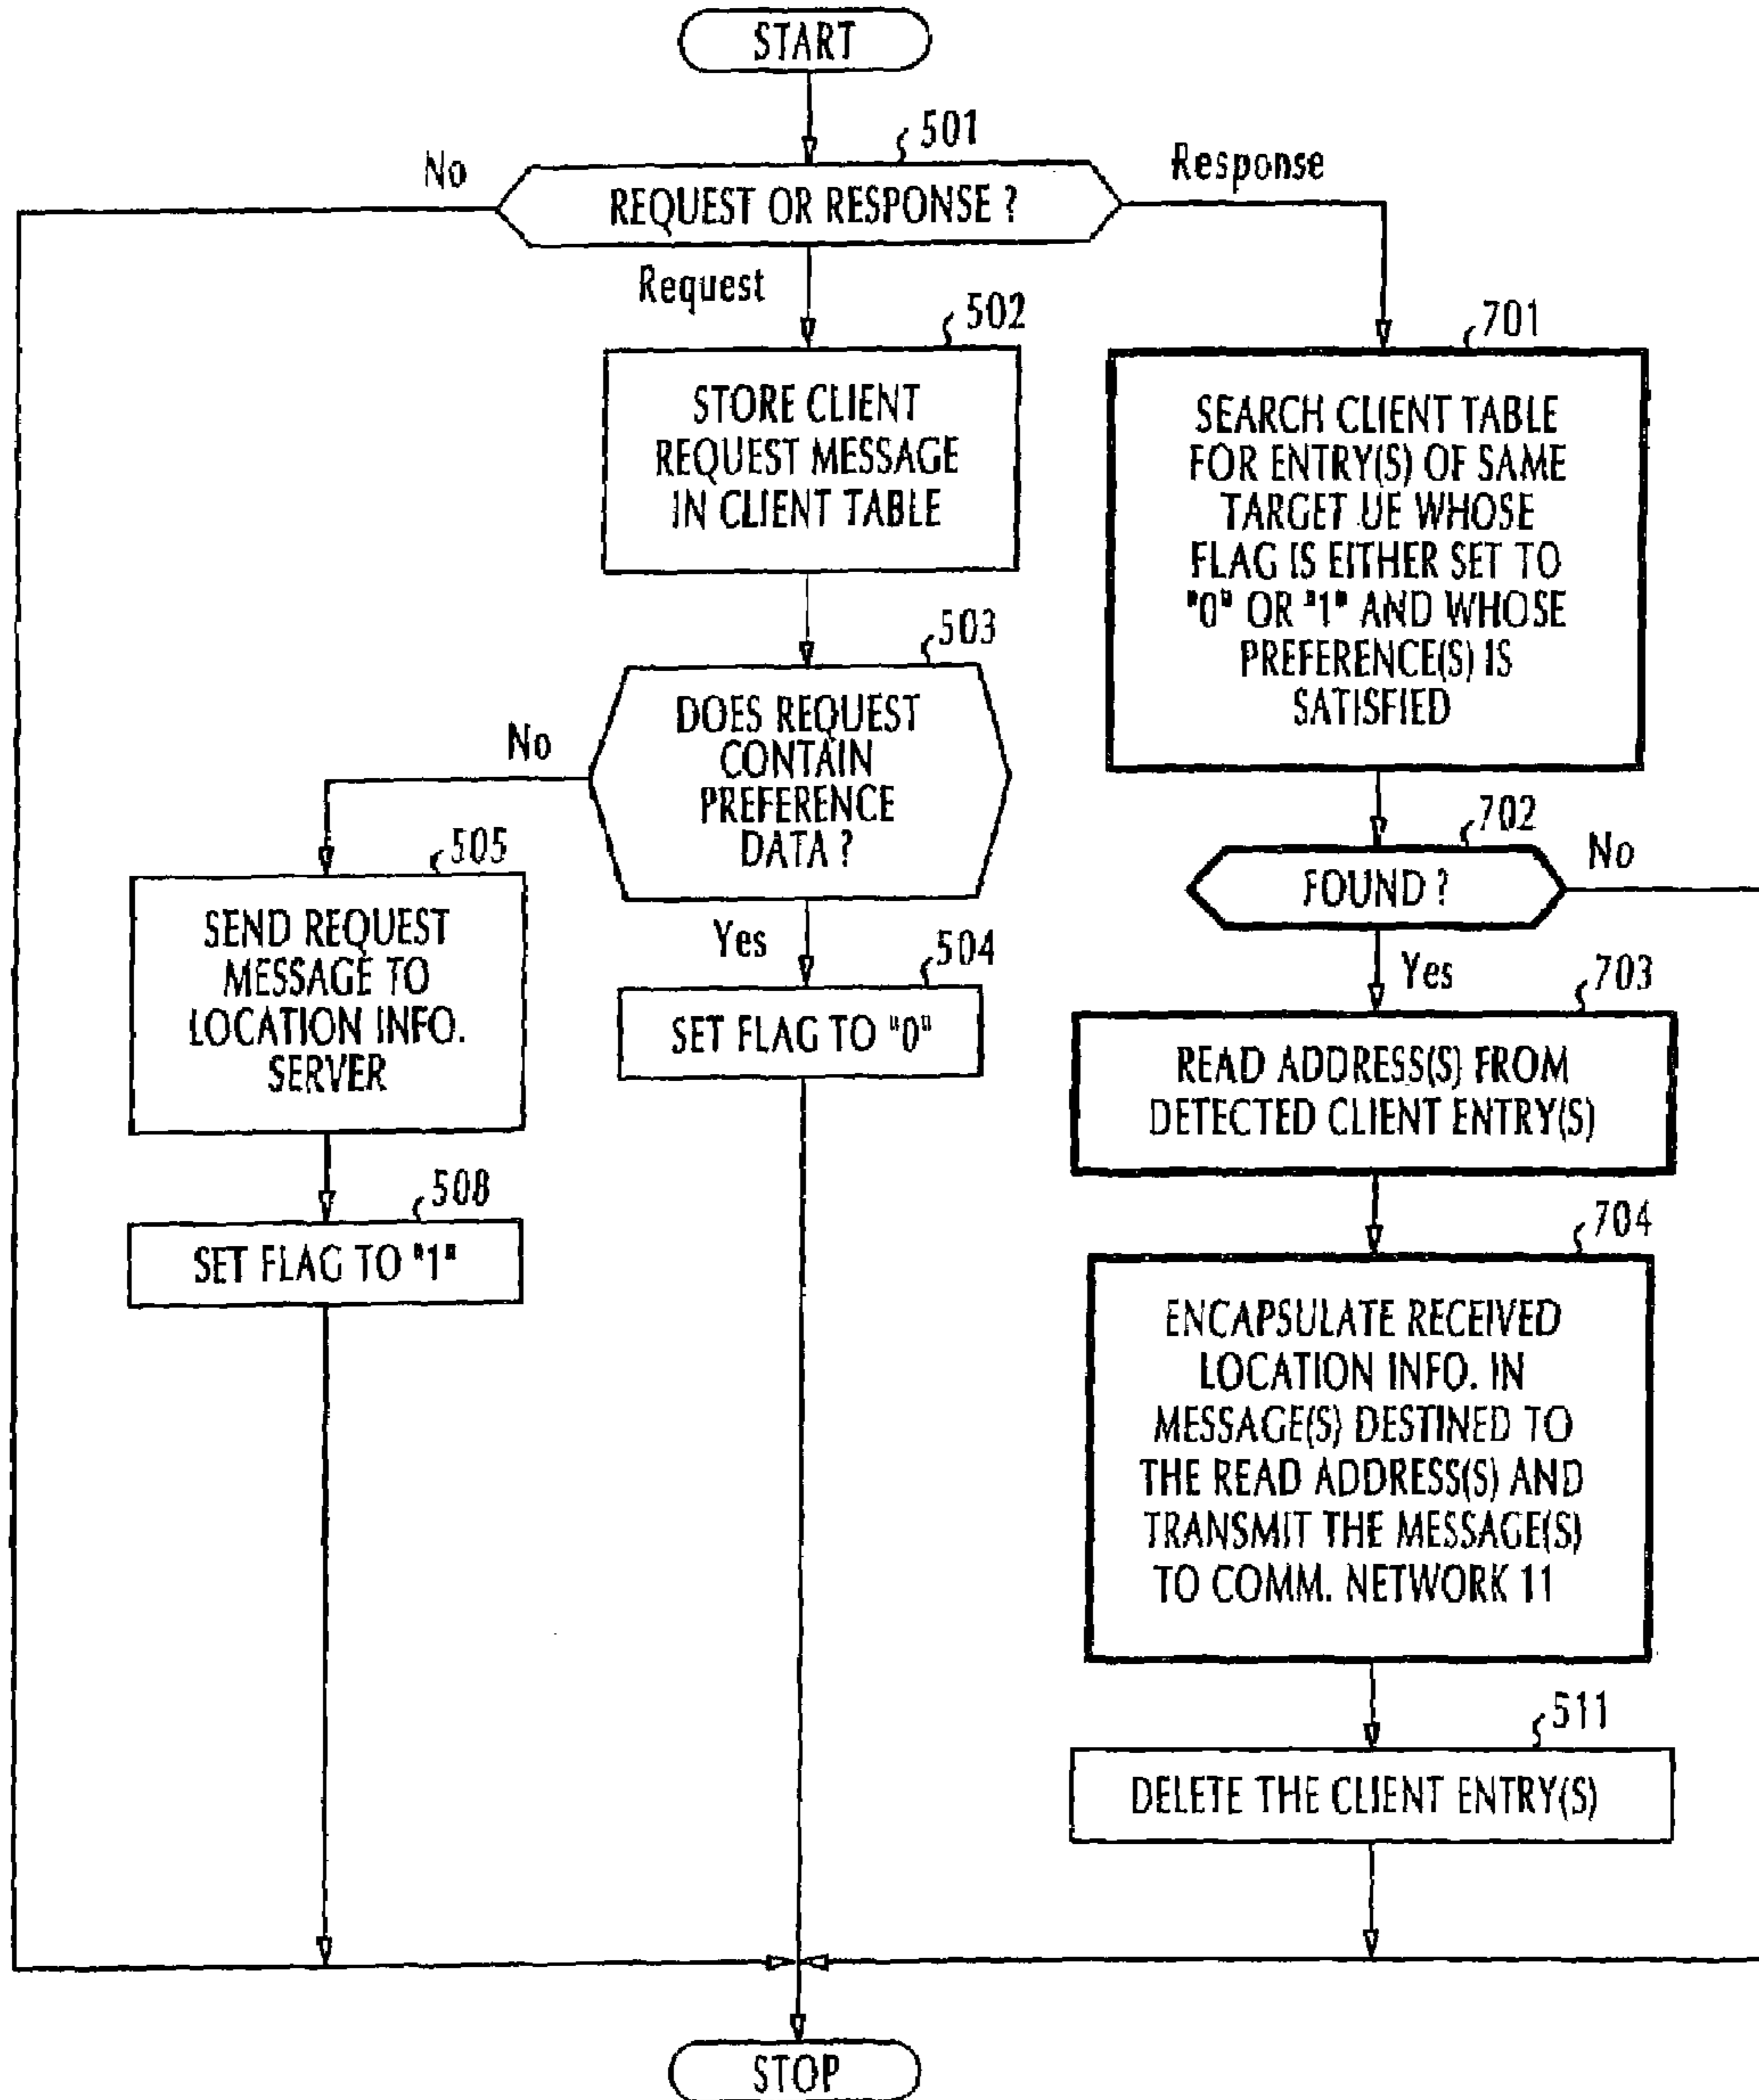 START
501
No
REQUEST OR RESPONSE ?
Response
Request
502
STORE CLIENT
REQUEST MESSAGE
IN CLIENT TABLE
503
DOES REQUEST
CONTAIN
PREFERENCE
DATA ?
No
505
SEND REQUEST
MESSAGE TO
LOCATION INFO.
SERVER
508
SET FLAG TO "1"
Yes
504
SET FLAG TO "0"
701
SEARCH CLIENT TABLE
FOR ENTRY(S) OF SAME
TARGET UE WHOSE
FLAG IS EITHER SET TO
"0" OR "1" AND WHOSE
PREFERENCE(S) IS
SATISFIED
702
FOUND ?
No
Yes
703
READ ADDRESS(S) FROM
DETECTED CLIENT ENTRY(S)
704
ENCAPSULATE RECEIVED
LOCATION INFO. IN
MESSAGE(S) DESTINED TO
THE READ ADDRESS(S) AND
TRANSMIT THE MESSAGE(S)
TO COMM. NETWORK 11
511
DELETE THE CLIENT ENTRY(S)
STOP